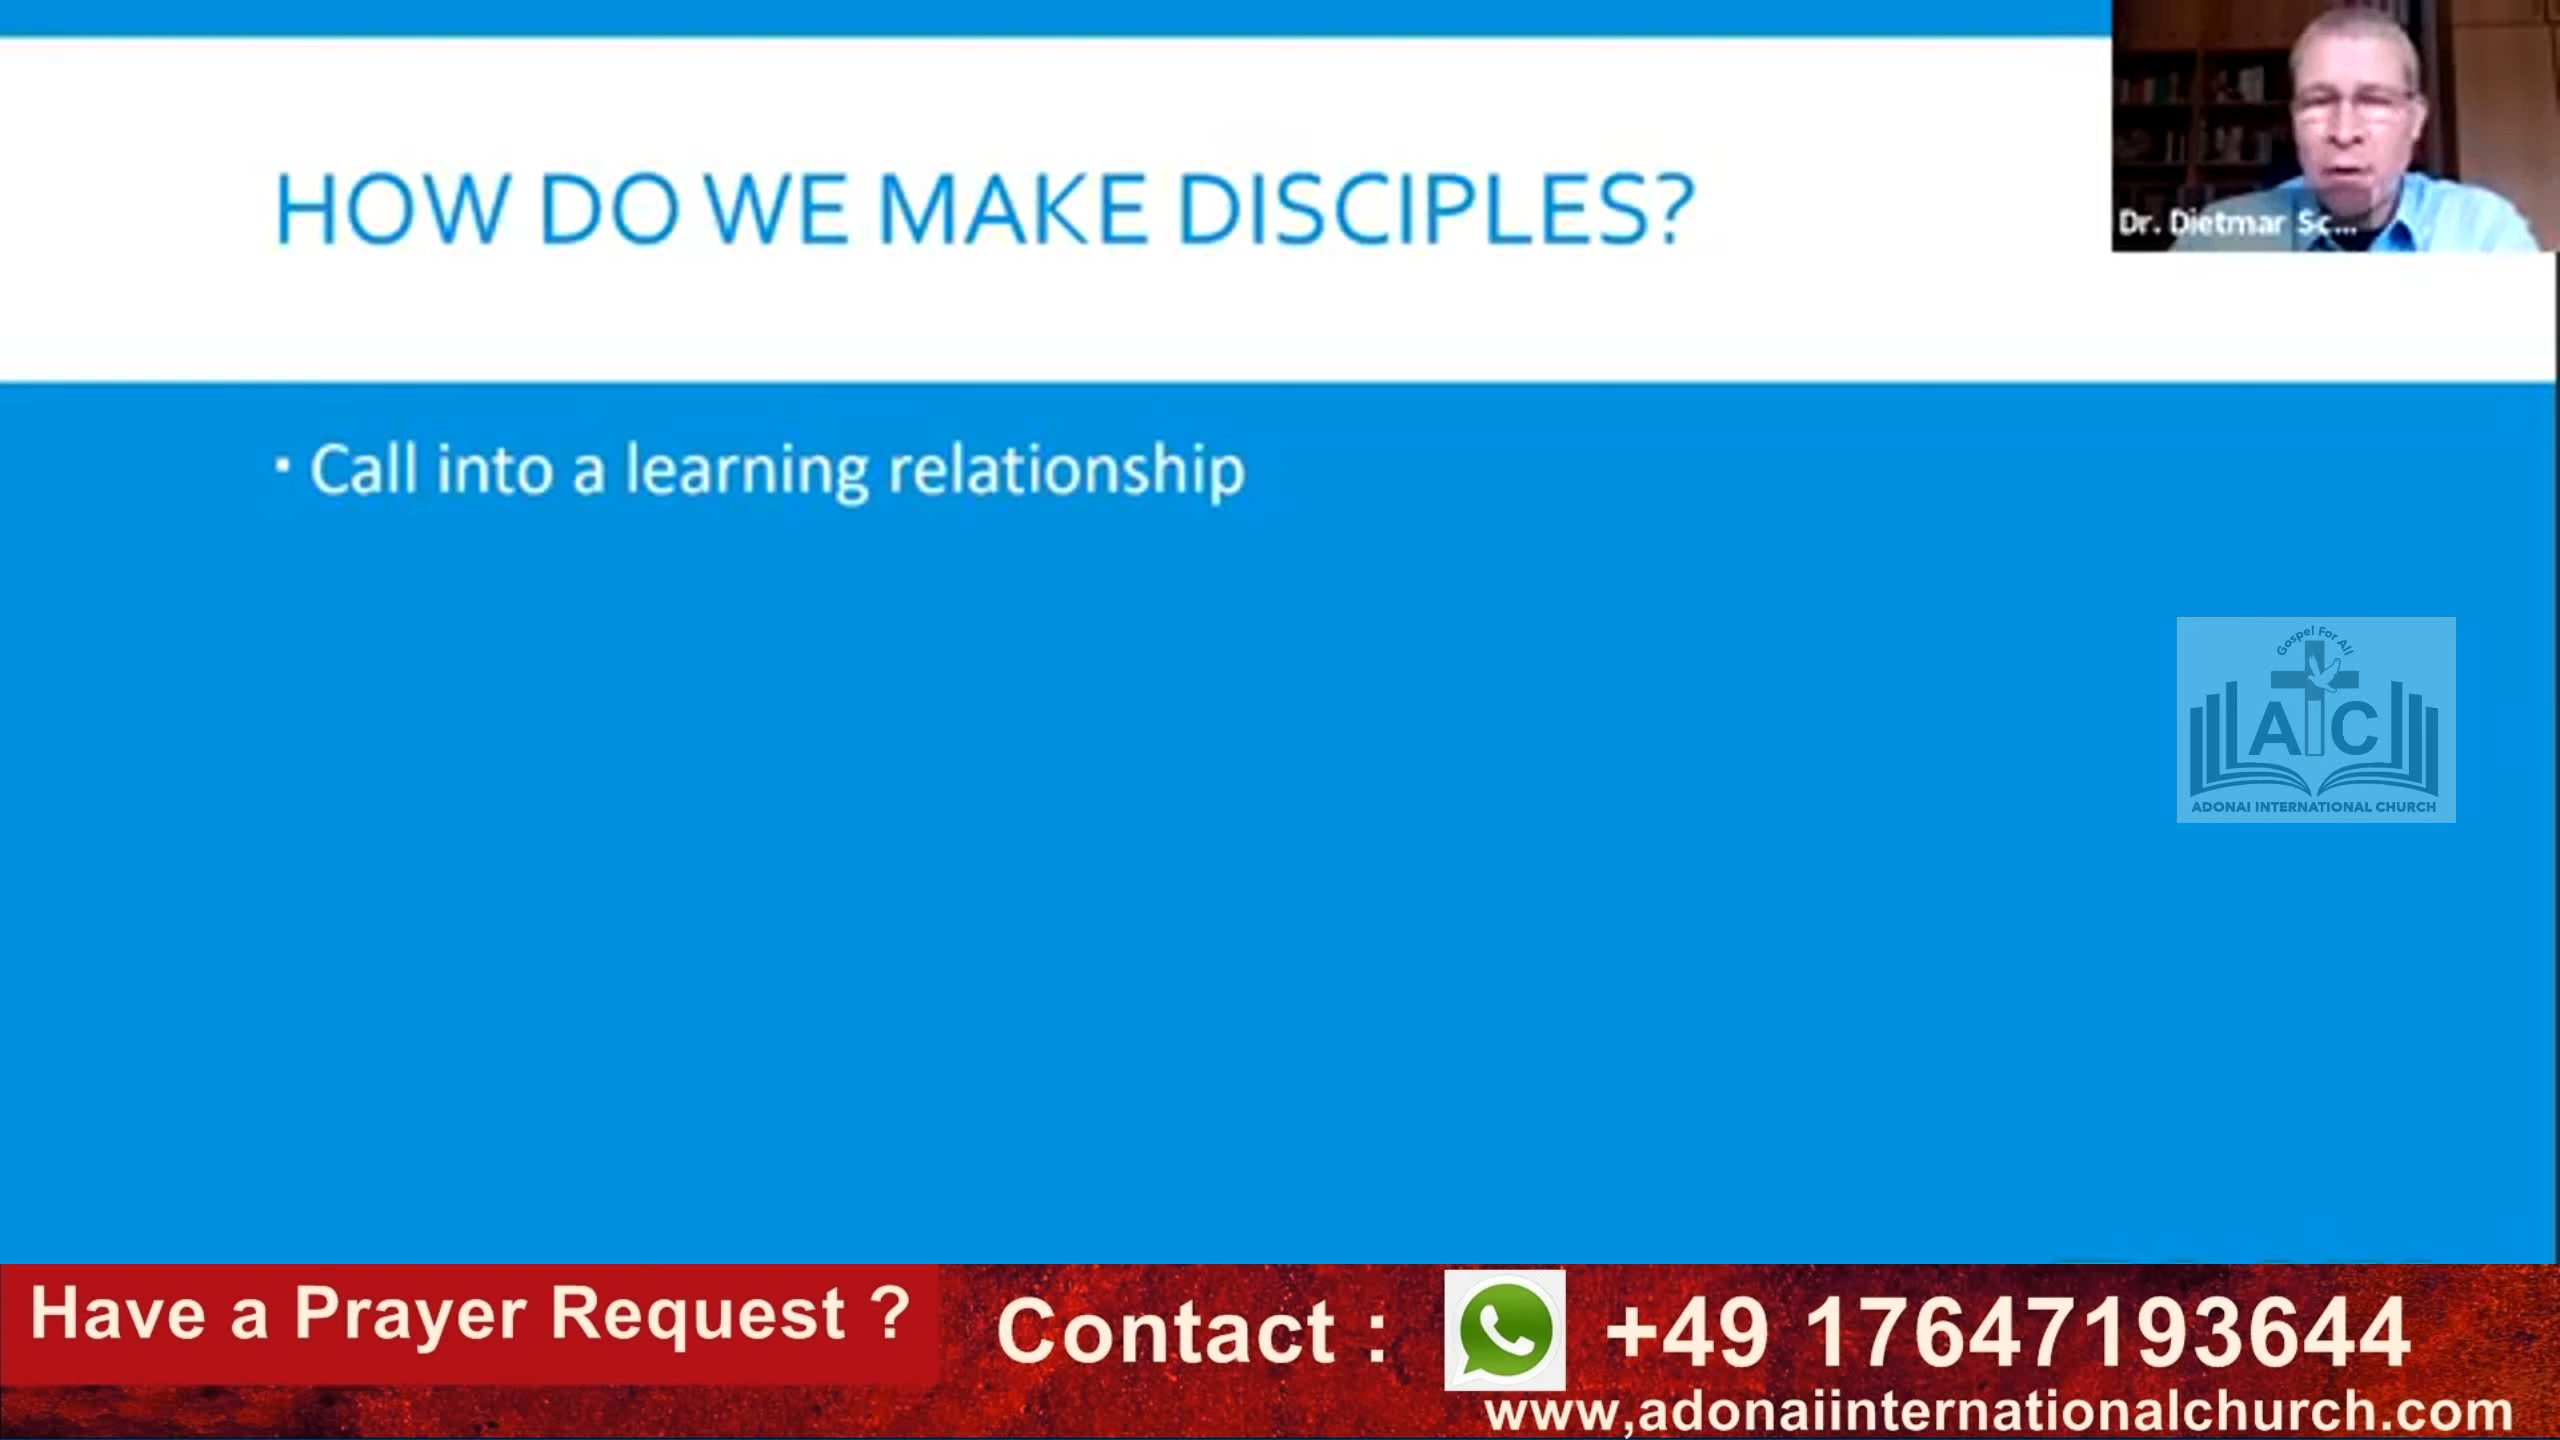 HOW DO WE MAKE DISCIPLES?
Dr. Dietmar Sc...
▪ Call into a learning relationship
Gospel For All
AIC
ADONAI INTERNATIONAL CHURCH
Have a Prayer Request ?
Contact : +49 17647193644
www,adonaiinternationalchurch.com